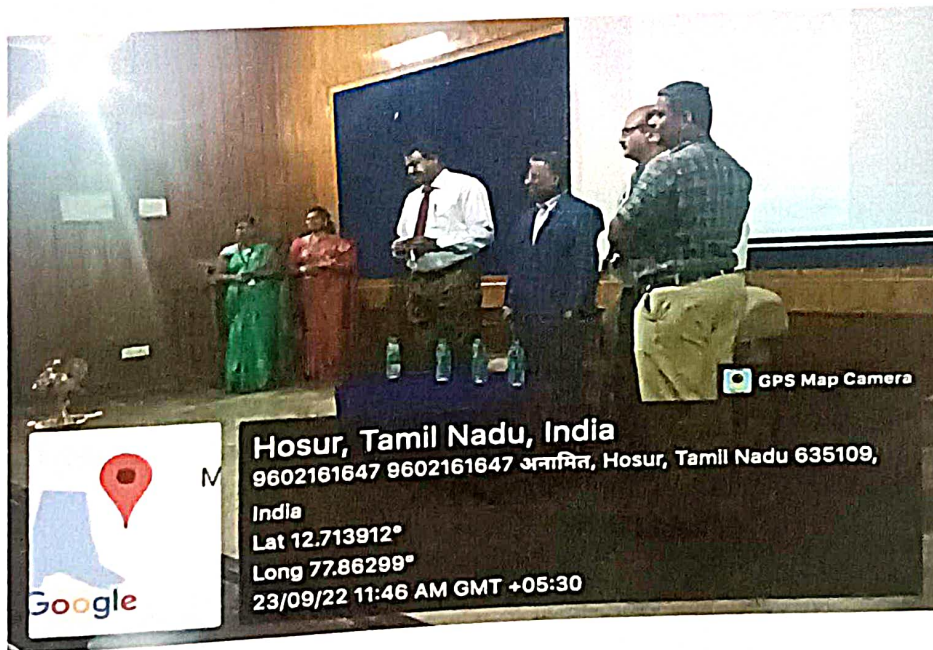 GPS Map Camera
M
Google
Hosur, Tamil Nadu, India
9602161647 9602161647 अनामित, Hosur, Tamil Nadu 635109,
India
Lat 12.713912°
Long 77.86299°
23/09/22 11:46 AM GMT +05:30